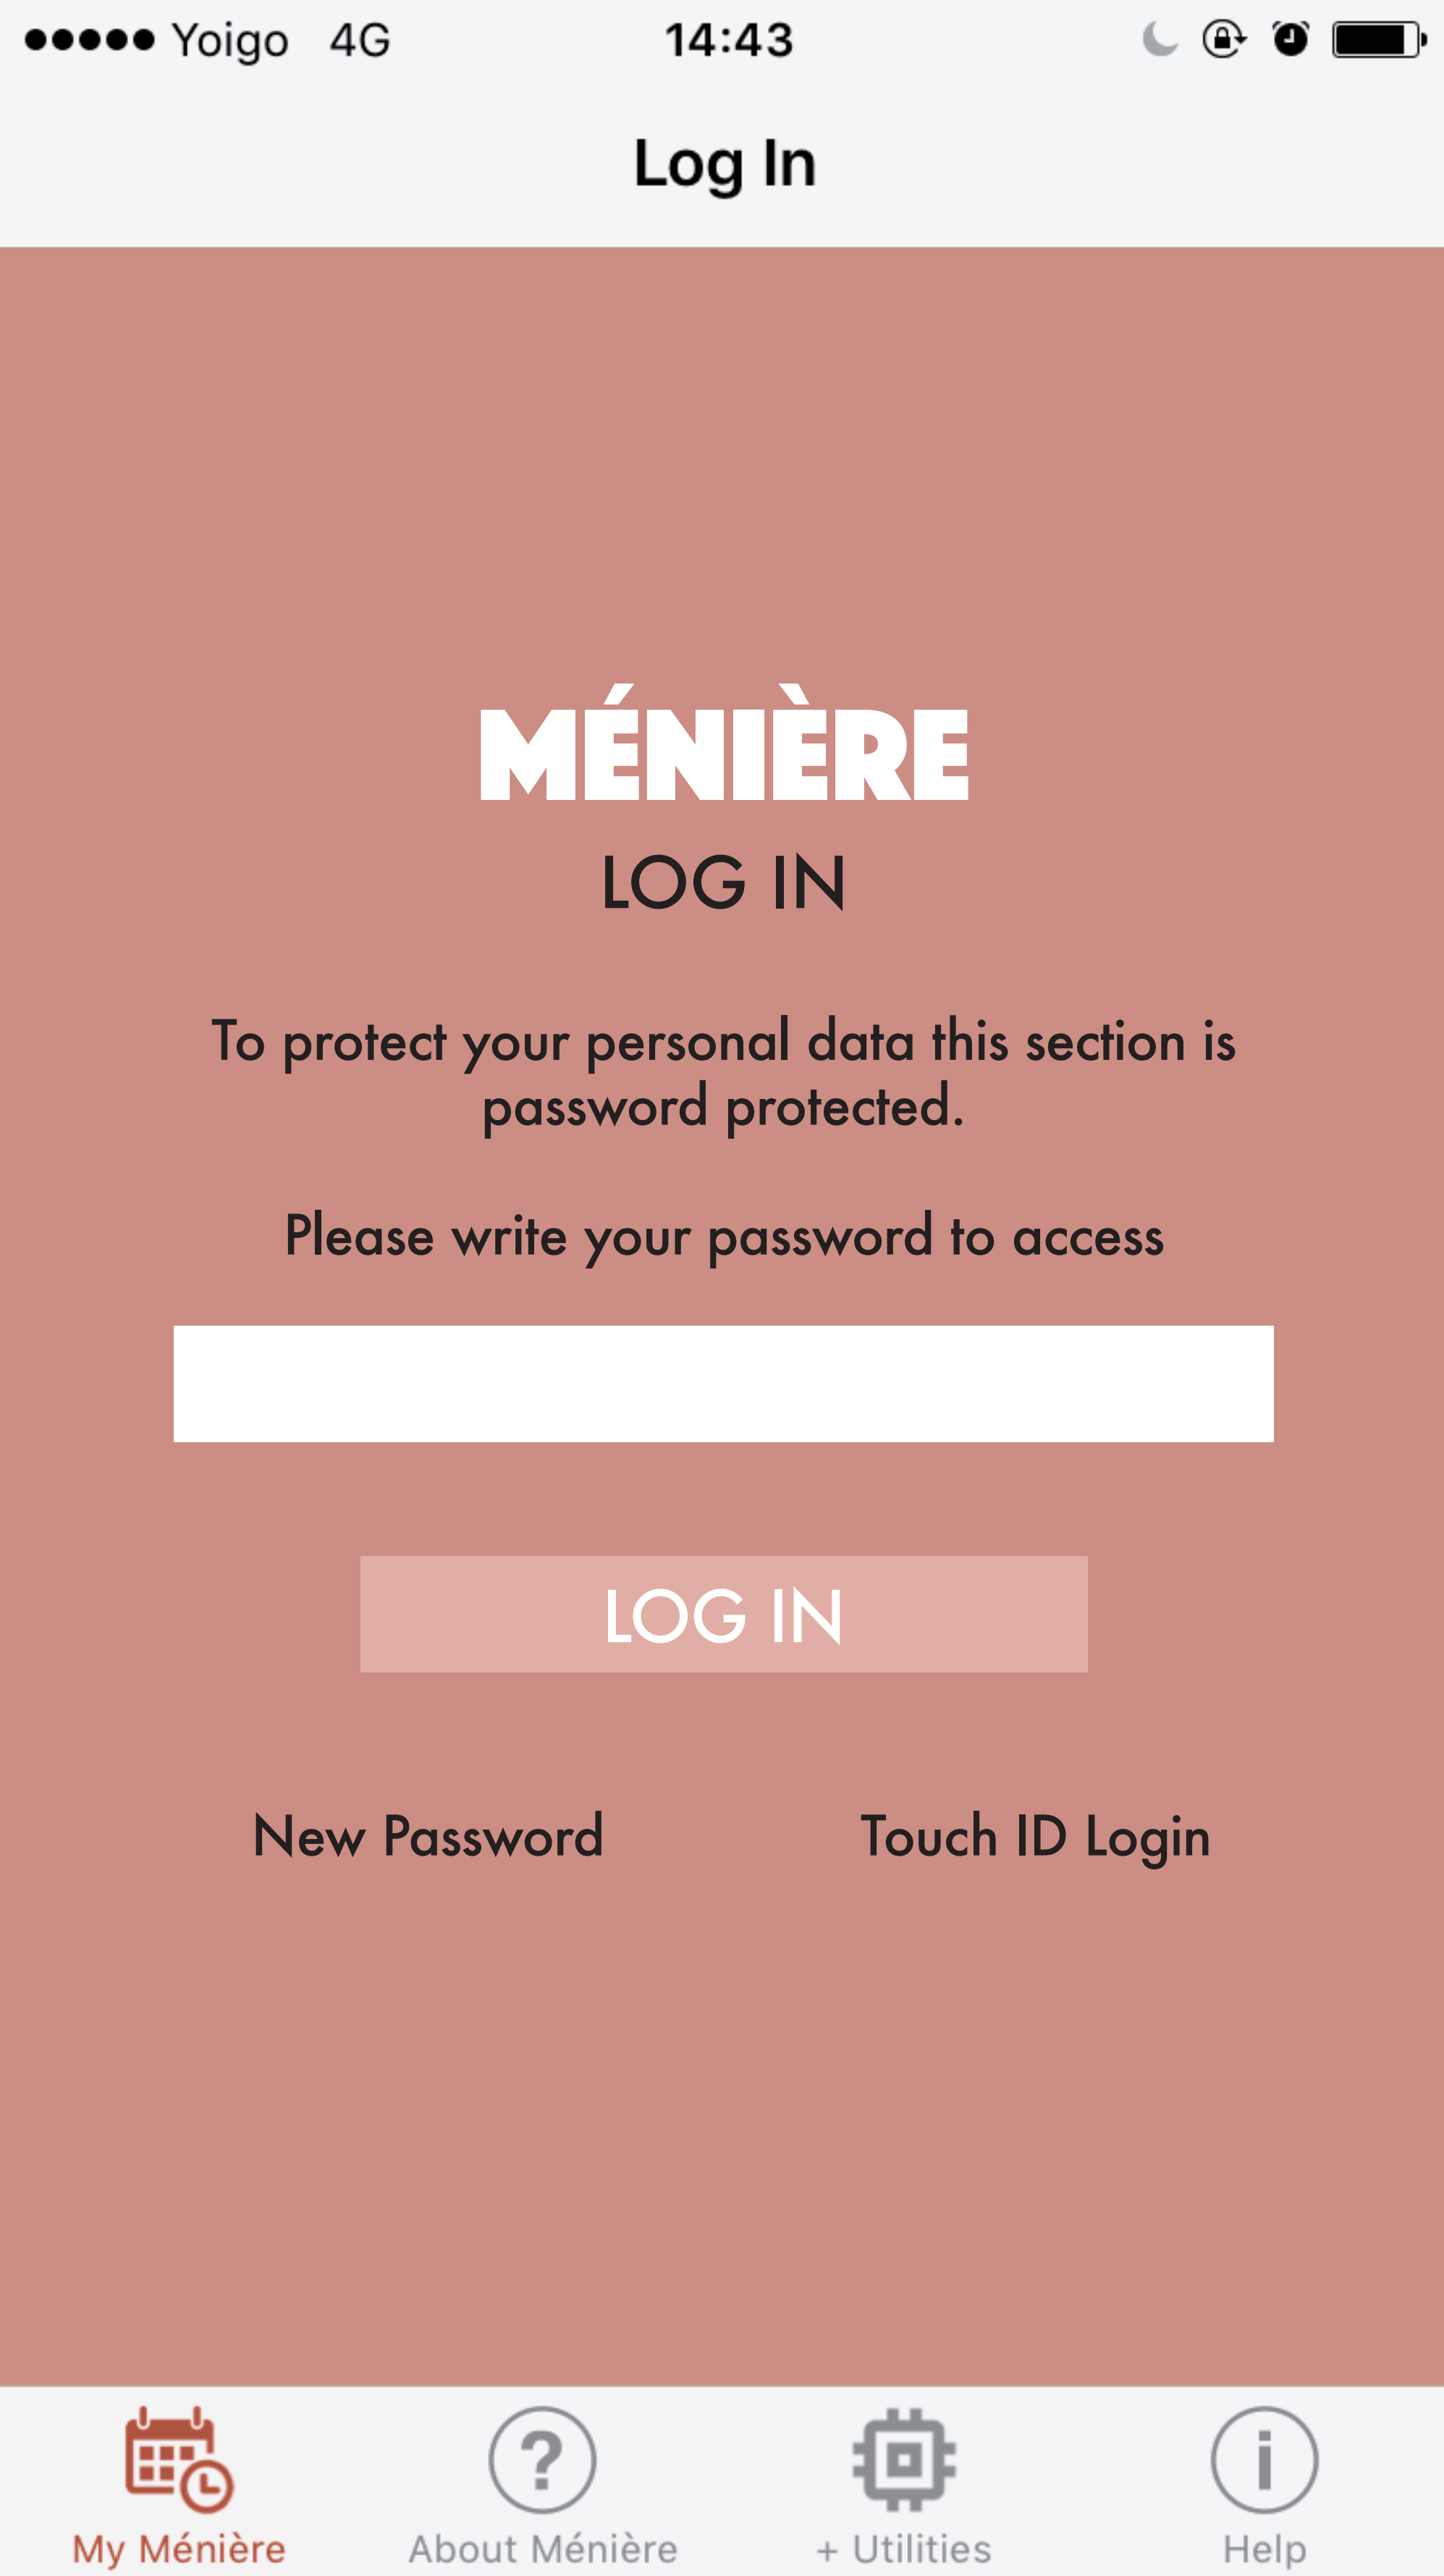 Yoigo 4G 14:43
Log In
MÉNIÈRE
LOG IN
To protect your personal data this section is
password protected.
Please write your password to access
LOG IN
New Password Touch ID Login
My Ménière About Ménière + Utilities Help